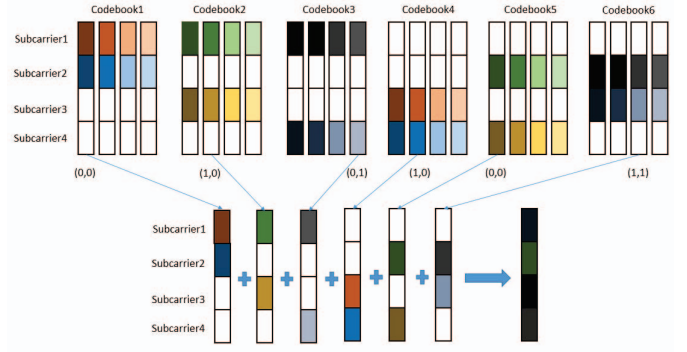 Codebook1 Codebook2 Codebook3 Codebook4 Codebook5 Codebook6
Subcarrier1
Subcarrier2
Subcarrier3
Subcarrier4
(0,0) (1,0) (0,1) (1,0) (0,0) (1,1)
Subcarrier1
Subcarrier2
Subcarrier3
Subcarrier4